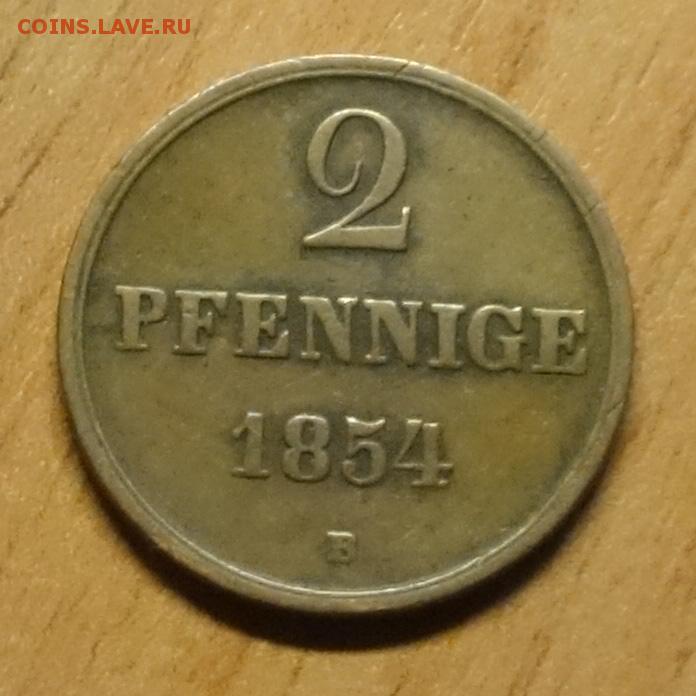 COINS.LAVE.RU
2
PFENNIGE
1854
B